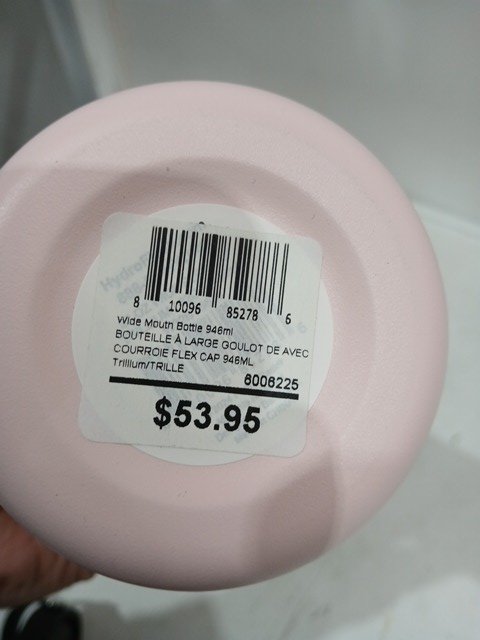 8 10096 85278 6
Wide Mouth Bottle 946ml
BOUTEILLE À LARGE GOULOT DE AVEC
COURROIE FLEX CAP 946ML
Trillium/TRILLE
6006225
$53.95